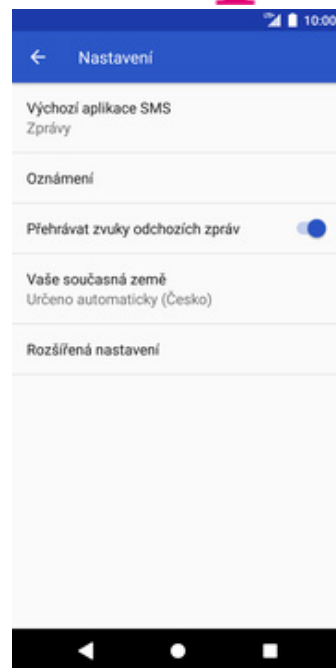 10:00
Nastavení
Výchozí aplikace SMS
Zprávy
Oznámení
Přehrávat zvuky odchozích zpráv
Vaše současná země
Určeno automaticky (Česko)
Rozšířená nastavení